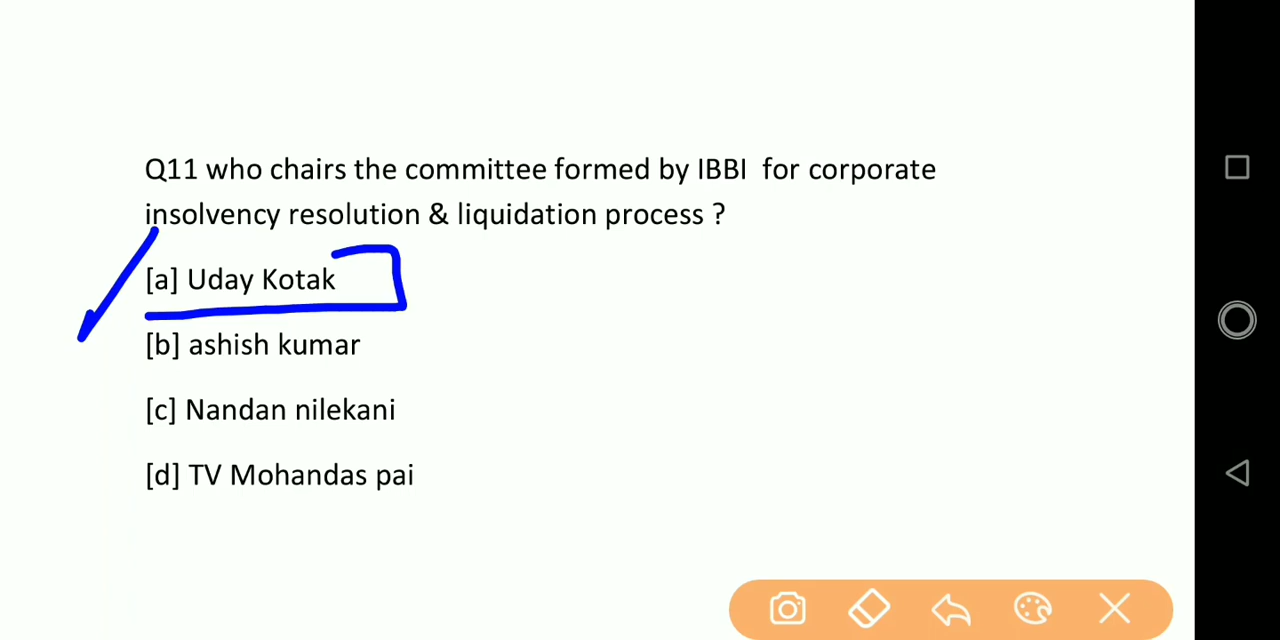 Q11 who chairs the committee formed by IBBI for corporate
insolvency resolution & liquidation process ?
[a] Uday Kotak
[b] ashish kumar
[c] Nandan nilekani
[d] TV Mohandas pai